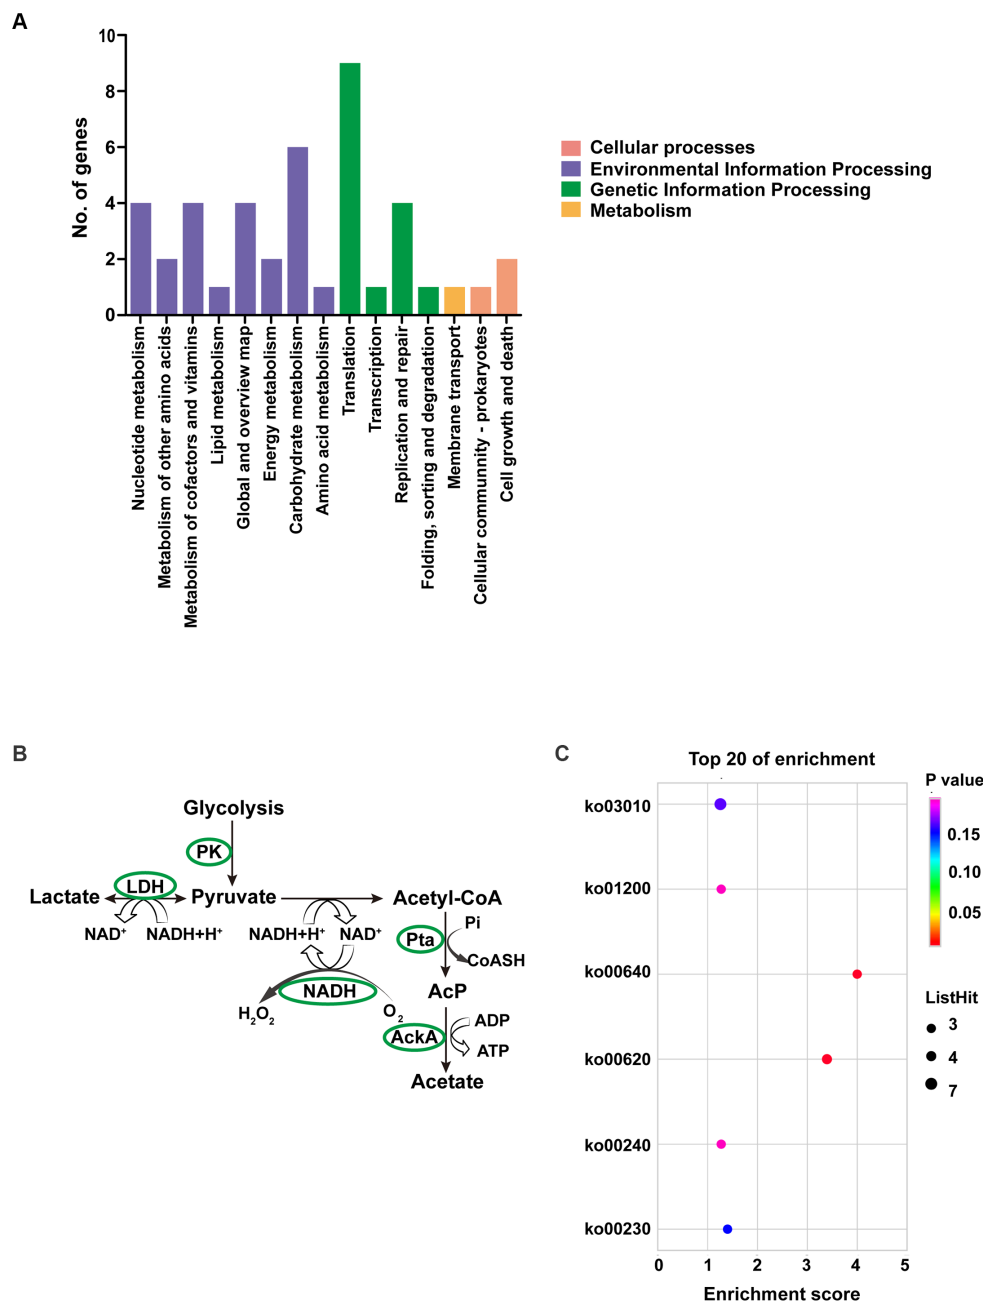 A
No. of genes
10
8
6
4
2
0
Nucleotide metabolism
Metabolism of other amino acids
Metabolism of cofactors and vitamins
Lipid metabolism
Global and overview map
Energy metabolism
Carbohydrate metabolism
Amino acid metabolism
Translation
Transcription
Replication and repair
Folding, sorting and degradation
Membrane transport
Cellular communnity - prokaryotes
Cell growth and death
Cellular processes
Environmental Information Processing
Genetic Information Processing
Metabolism
B
Glycolysis
PK
LDH
Lactate
Pyruvate
Acetyl-CoA
NAD⁺
NADH+H⁺
NADH+H⁺
NAD⁺
Pta
Pi
CoASH
NADH
AcP
H₂O₂
O₂
AckA
ADP
ATP
Acetate
C
Top 20 of enrichment
ko03010
ko01200
ko00640
ko00620
ko00240
ko00230
0 1 2 3 4 5
Enrichment score
P value
0.15
0.10
0.05
ListHit
3
4
7